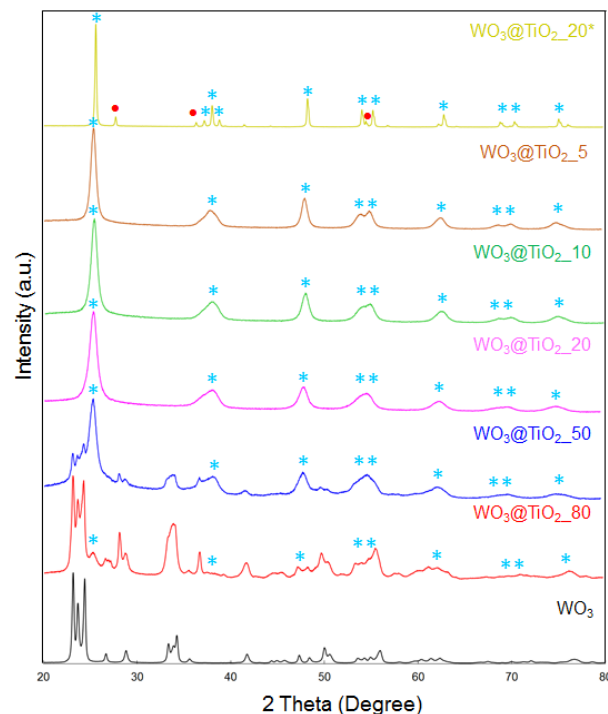 WO₃@TiO₂_20*
WO₃@TiO₂_5
WO₃@TiO₂_10
WO₃@TiO₂_20
WO₃@TiO₂_50
WO₃@TiO₂_80
WO₃
Intensity (a.u.)
20 30 40 50 60 70 80
2 Theta (Degree)